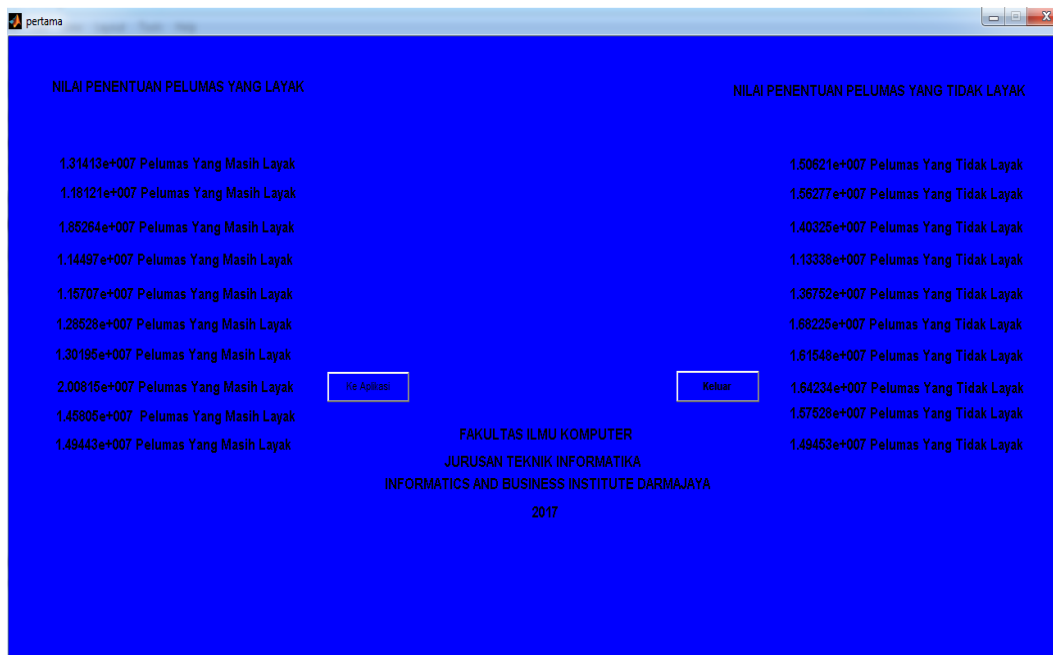 pertama
NILAI PENENTUAN PELUMAS YANG LAYAK
1.31413e+007 Pelumas Yang Masih Layak
1.18121e+007 Pelumas Yang Masih Layak
1.85264e+007 Pelumas Yang Masih Layak
1.14497e+007 Pelumas Yang Masih Layak
1.15707e+007 Pelumas Yang Masih Layak
1.28528e+007 Pelumas Yang Masih Layak
1.30195e+007 Pelumas Yang Masih Layak
2.00815e+007 Pelumas Yang Masih Layak
1.45805e+007 Pelumas Yang Masih Layak
1.49443e+007 Pelumas Yang Masih Layak
NILAI PENENTUAN PELUMAS YANG TIDAK LAYAK
1.50821e+007 Pelumas Yang Tidak Layak
1.56277e+007 Pelumas Yang Tidak Layak
1.40325e+007 Pelumas Yang Tidak Layak
1.13338e+007 Pelumas Yang Tidak Layak
1.36752e+007 Pelumas Yang Tidak Layak
1.68225e+007 Pelumas Yang Tidak Layak
1.61548e+007 Pelumas Yang Tidak Layak
1.64234e+007 Pelumas Yang Tidak Layak
1.57528e+007 Pelumas Yang Tidak Layak
1.49453e+007 Pelumas Yang Tidak Layak
Ke Aplikasi
Keluar
FAKULTAS ILMU KOMPUTER
JURUSAN TEKNIK INFORMATIKA
INFORMATICS AND BUSINESS INSTITUTE DARMAJAYA
2017